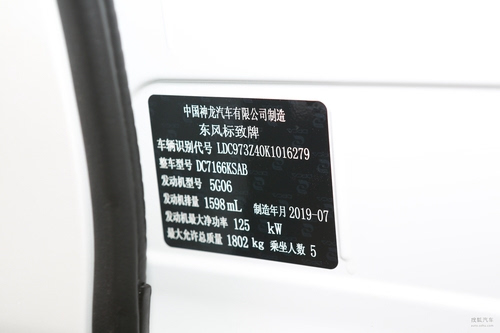 中国神龙汽车有限公司制造
东风标致牌
车辆识别代号 LDC973Z40K1016279
整车型号 DC7166KSAB
发动机型号 5G06
发动机排量 1598mL 制造年月 2019-07
发动机最大净功率 125 kW
最大允许总质量 1802 kg 乘坐人数 5